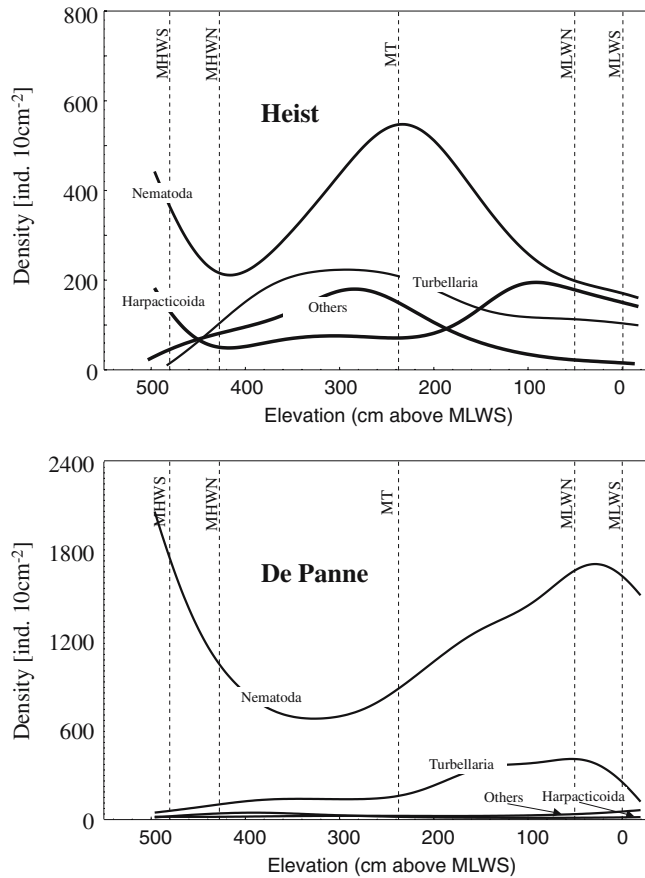 800
600
400
200
0
Density [ind. 10cm-2]
MHWS
MHWN
MT
MLWN
MLWS
Heist
Nematoda
Harpacticoida
Others
Turbellaria
500
400
300
200
100
0
Elevation (cm above MLWS)
2400
1800
1200
600
0
Density [ind. 10cm-2]
MHWS
MHWN
MT
MLWN
MLWS
De Panne
Nematoda
Turbellaria
Others
Harpacticoida
500
400
300
200
100
0
Elevation (cm above MLWS)